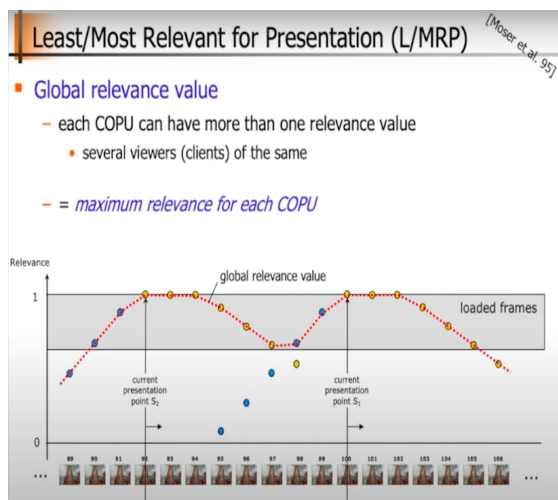 Least/Most Relevant for Presentation (L/MRP)
[Moser et al. 95]
Global relevance value
– each COPU can have more than one relevance value
• several viewers (clients) of the same
– = maximum relevance for each COPU
Relevance
global relevance value
1
loaded frames
current
presentation
point S₂
current
presentation
point S₁
0
89 90 91 92 93 94 95 96 97 98 99 100 101 102 103 104 105 106
... ...